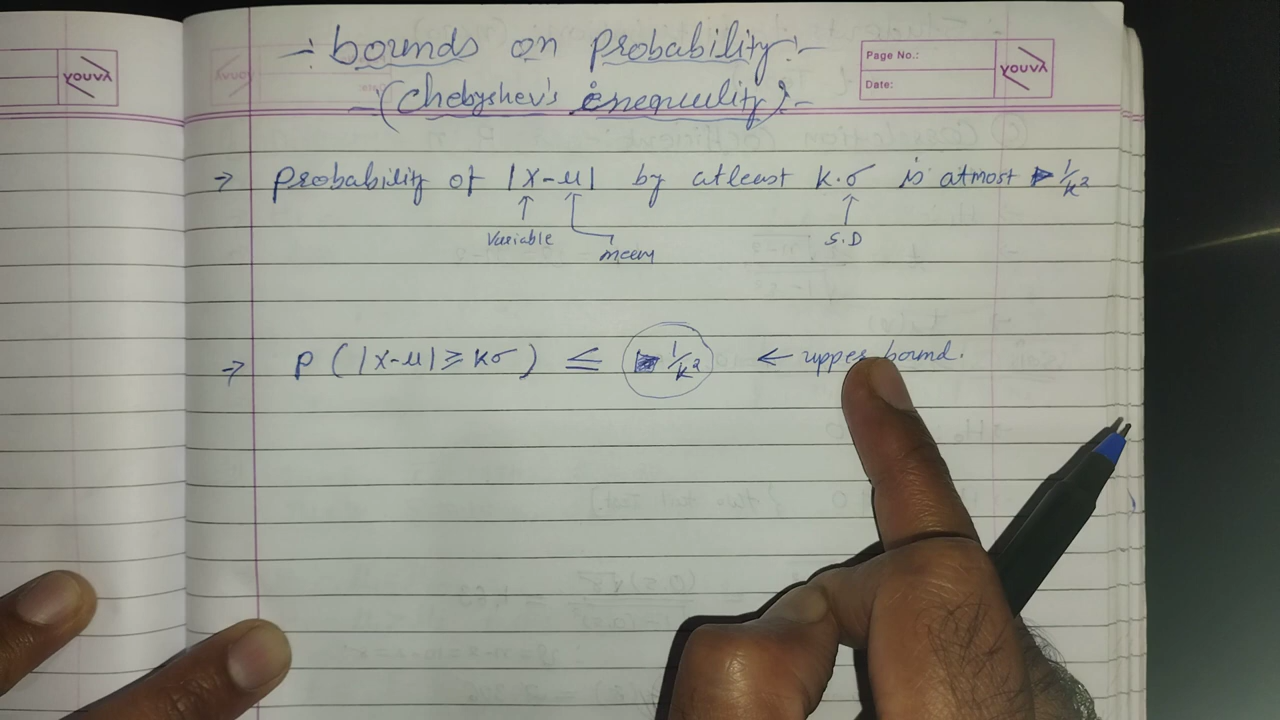 -: bounds on Probability :-
-(Chebyshev's inequality)-
Page No.:
Date:
YOUVA
YOUVA
→ Probability of |X-μ| by atleast K.σ is atmost 1/k²
Variable
mean
S.D
→ P ( |X-μ| ≥ Kσ ) ≤ 1/k² ← upper bound.